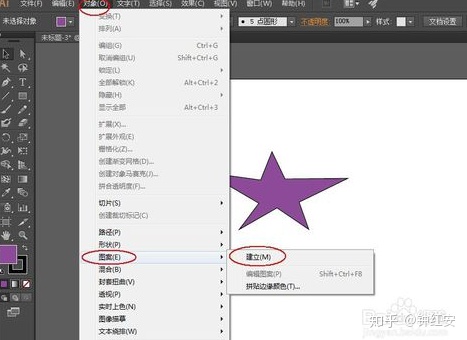 Ai 文件(F) 编辑(E) 对象(O) 文字(T) 选择(S) 效果(C) 视图(V) 窗口(W) 帮助(H)
未选择对象 5 点圆形 不透明度 100% 样式: 文档设置
未标题-3*
变换(T)
排列(A)
编组(G) Ctrl+G
取消编组(U) Shift+Ctrl+G
锁定(L)
全部解锁(K) Alt+Ctrl+2
隐藏(H)
显示全部 Alt+Ctrl+3
扩展(X)...
扩展外观(E)
栅格化(Z)...
创建渐变网格(D)...
创建对象马赛克(J)...
拼合透明度(F)...
切片(S)
创建裁切标记(C)
路径(P)
形状(P)
图案(E)
建立(M)
混合(B)
编辑图案(P) Shift+Ctrl+F8
封套扭曲(V)
拼贴边缘颜色(T)...
透视(P)
实时上色(N)
图像描摹
文本绕排(W)
知乎 @钟红安